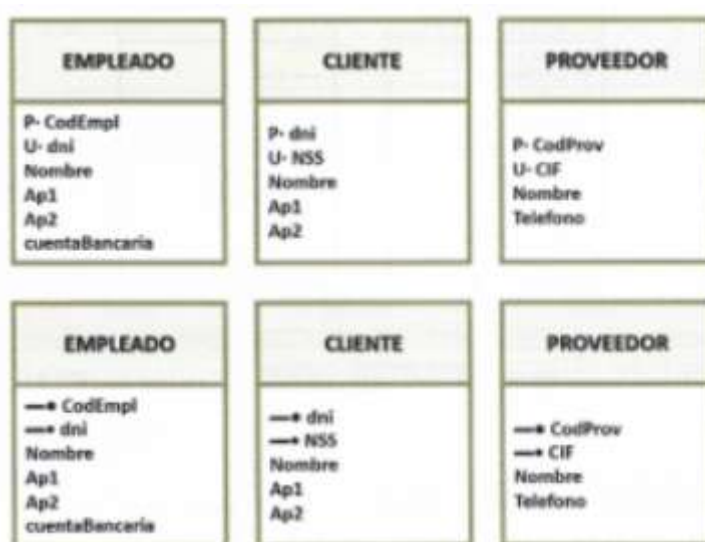 EMPLEADO
P- CodEmpl
U- dni
Nombre
Ap1
Ap2
cuentaBancaria
CLIENTE
P- dni
U- NSS
Nombre
Ap1
Ap2
PROVEEDOR
P- CodProv
U- CIF
Nombre
Telefono
EMPLEADO
CodEmpl
dni
Nombre
Ap1
Ap2
cuentaBancaria
CLIENTE
dni
NSS
Nombre
Ap1
Ap2
PROVEEDOR
CodProv
CIF
Nombre
Telefono